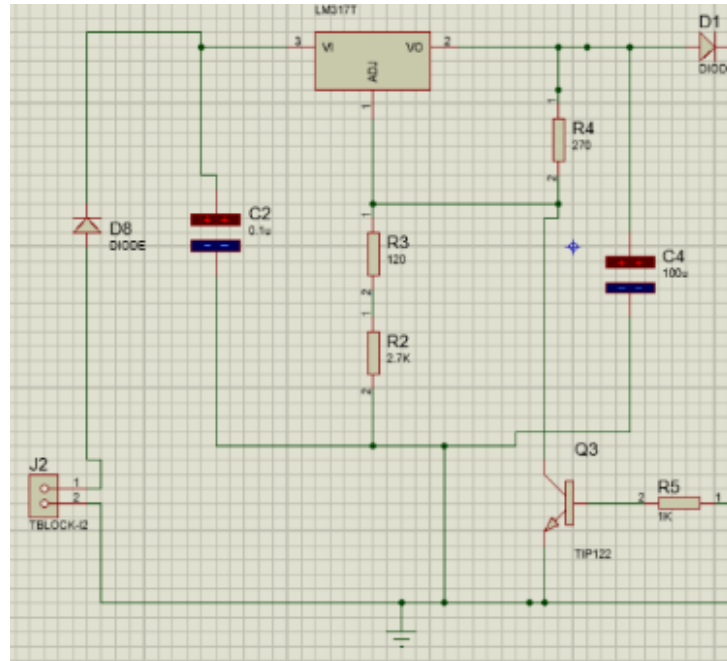 LM317T
D1
3
VI
VO
2
DIOD
ADJ
1
1
R4
270
2
D8
DIODE
C2
0.1u
1
R3
120
2
C4
100u
1
R2
2.7K
2
J2
1
2
TBLOCK-I2
Q3
2
R5
1
1K
TIP122